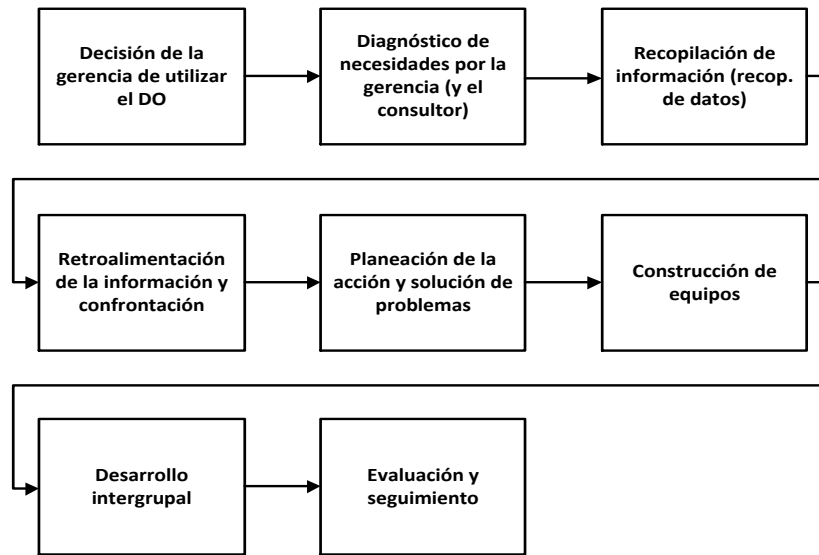 Decisión de la
gerencia de utilizar
el DO
Diagnóstico de
necesidades por la
gerencia (y el
consultor)
Recopilación de
información (recop.
de datos)
Retroalimentación
de la información y
confrontación
Planeación de la
acción y solución de
problemas
Construcción de
equipos
Desarrollo
intergrupal
Evaluación y
seguimiento